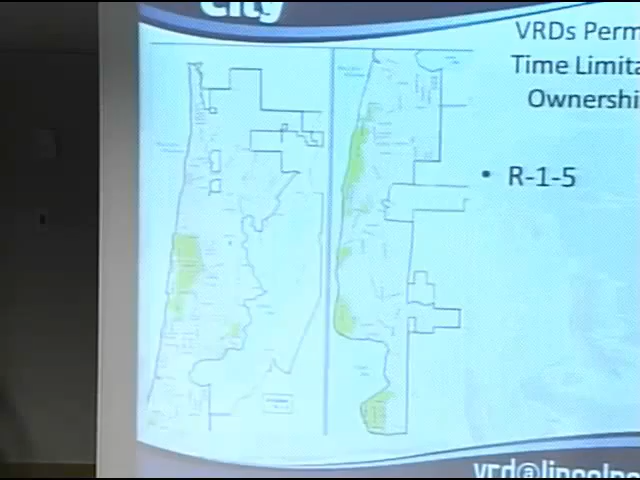 City
VRDs Perm
Time Limita
Ownershi
• R-1-5
vrd@lincolnc